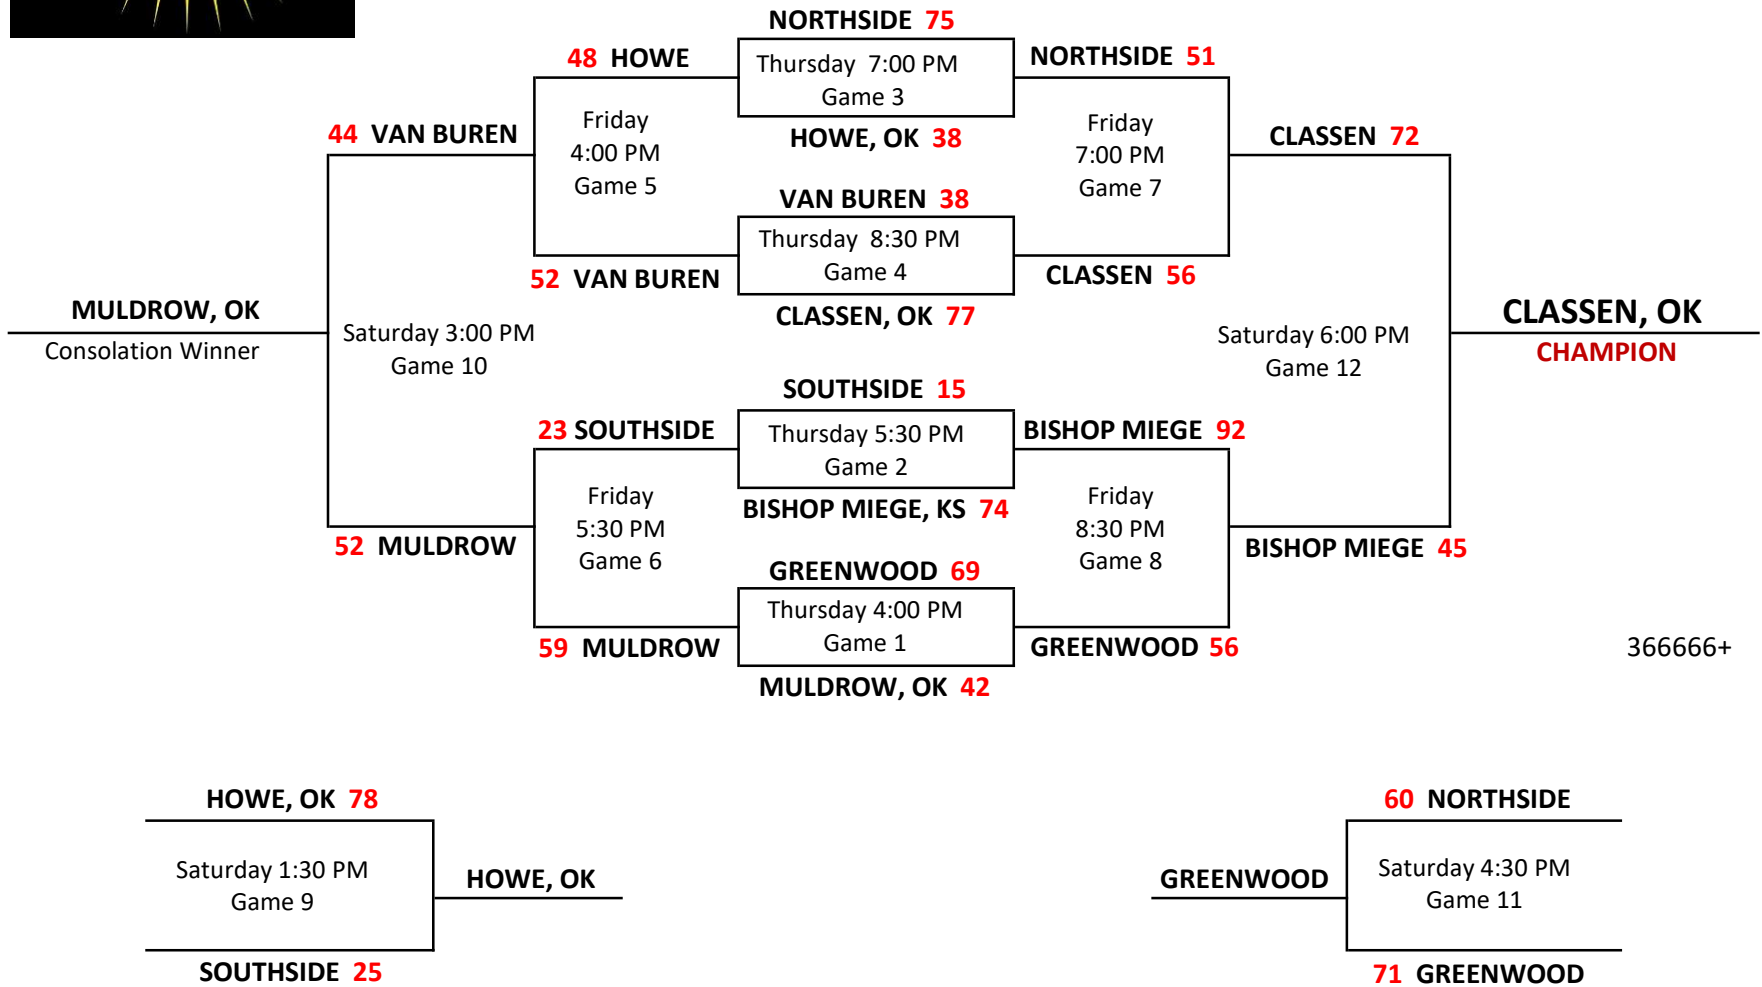 NORTHSIDE 75
48 HOWE
Thursday 7:00 PM
Game 3
NORTHSIDE 51
HOWE, OK 38
44 VAN BUREN
Friday
4:00 PM
Game 5
Friday
7:00 PM
Game 7
CLASSEN 72
VAN BUREN 38
Thursday 8:30 PM
Game 4
52 VAN BUREN
CLASSEN 56
CLASSEN, OK 77
MULDROW, OK
Consolation Winner
Saturday 3:00 PM
Game 10
Saturday 6:00 PM
Game 12
CLASSEN, OK
CHAMPION
SOUTHSIDE 15
23 SOUTHSIDE
Thursday 5:30 PM
Game 2
BISHOP MIEGE 92
BISHOP MIEGE, KS 74
52 MULDROW
Friday
5:30 PM
Game 6
Friday
8:30 PM
Game 8
BISHOP MIEGE 45
GREENWOOD 69
Thursday 4:00 PM
Game 1
59 MULDROW
GREENWOOD 56
366666+
MULDROW, OK 42
HOWE, OK 78
Saturday 1:30 PM
Game 9
HOWE, OK
SOUTHSIDE 25
60 NORTHSIDE
GREENWOOD
Saturday 4:30 PM
Game 11
71 GREENWOOD